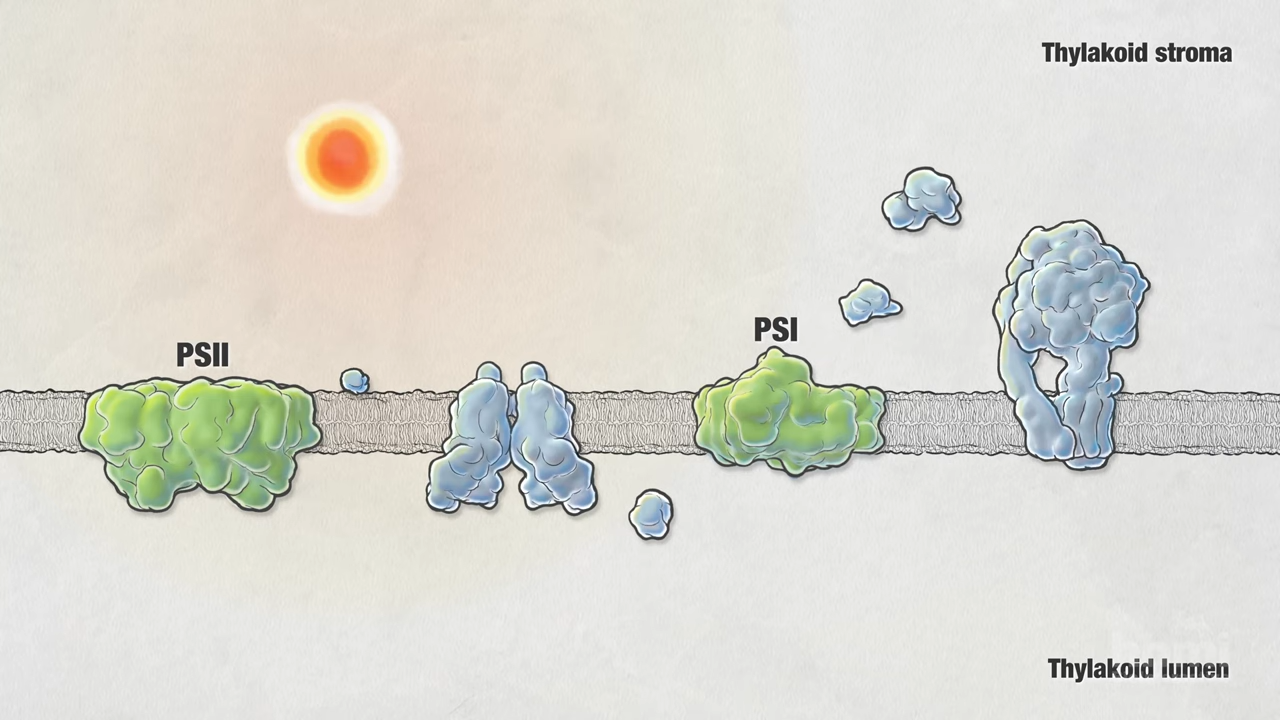 Thylakoid stroma
PSI
PSII
Thylakoid lumen